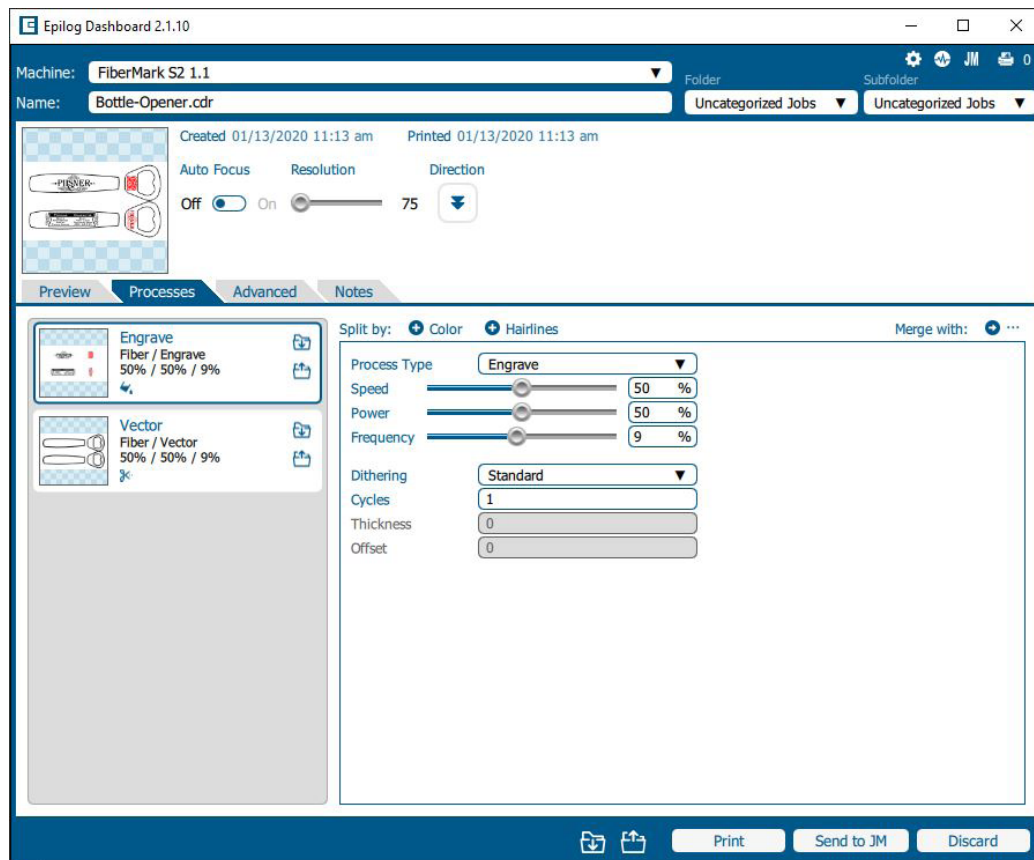 Epilog Dashboard 2.1.10
JM 0
Machine: FiberMark S2 1.1
Folder Subfolder
Name: Bottle-Opener.cdr Uncategorized Jobs Uncategorized Jobs
Created 01/13/2020 11:13 am Printed 01/13/2020 11:13 am
Auto Focus Resolution Direction
Off On 75
PILSNER
Preview Processes Advanced Notes
Split by: Color Hairlines Merge with: ...
Engrave
Fiber / Engrave
50% / 50% / 9%
Vector
Fiber / Vector
50% / 50% / 9%
Process Type Engrave
Speed 50 %
Power 50 %
Frequency 9 %
Dithering Standard
Cycles 1
Thickness 0
Offset 0
Print Send to JM Discard